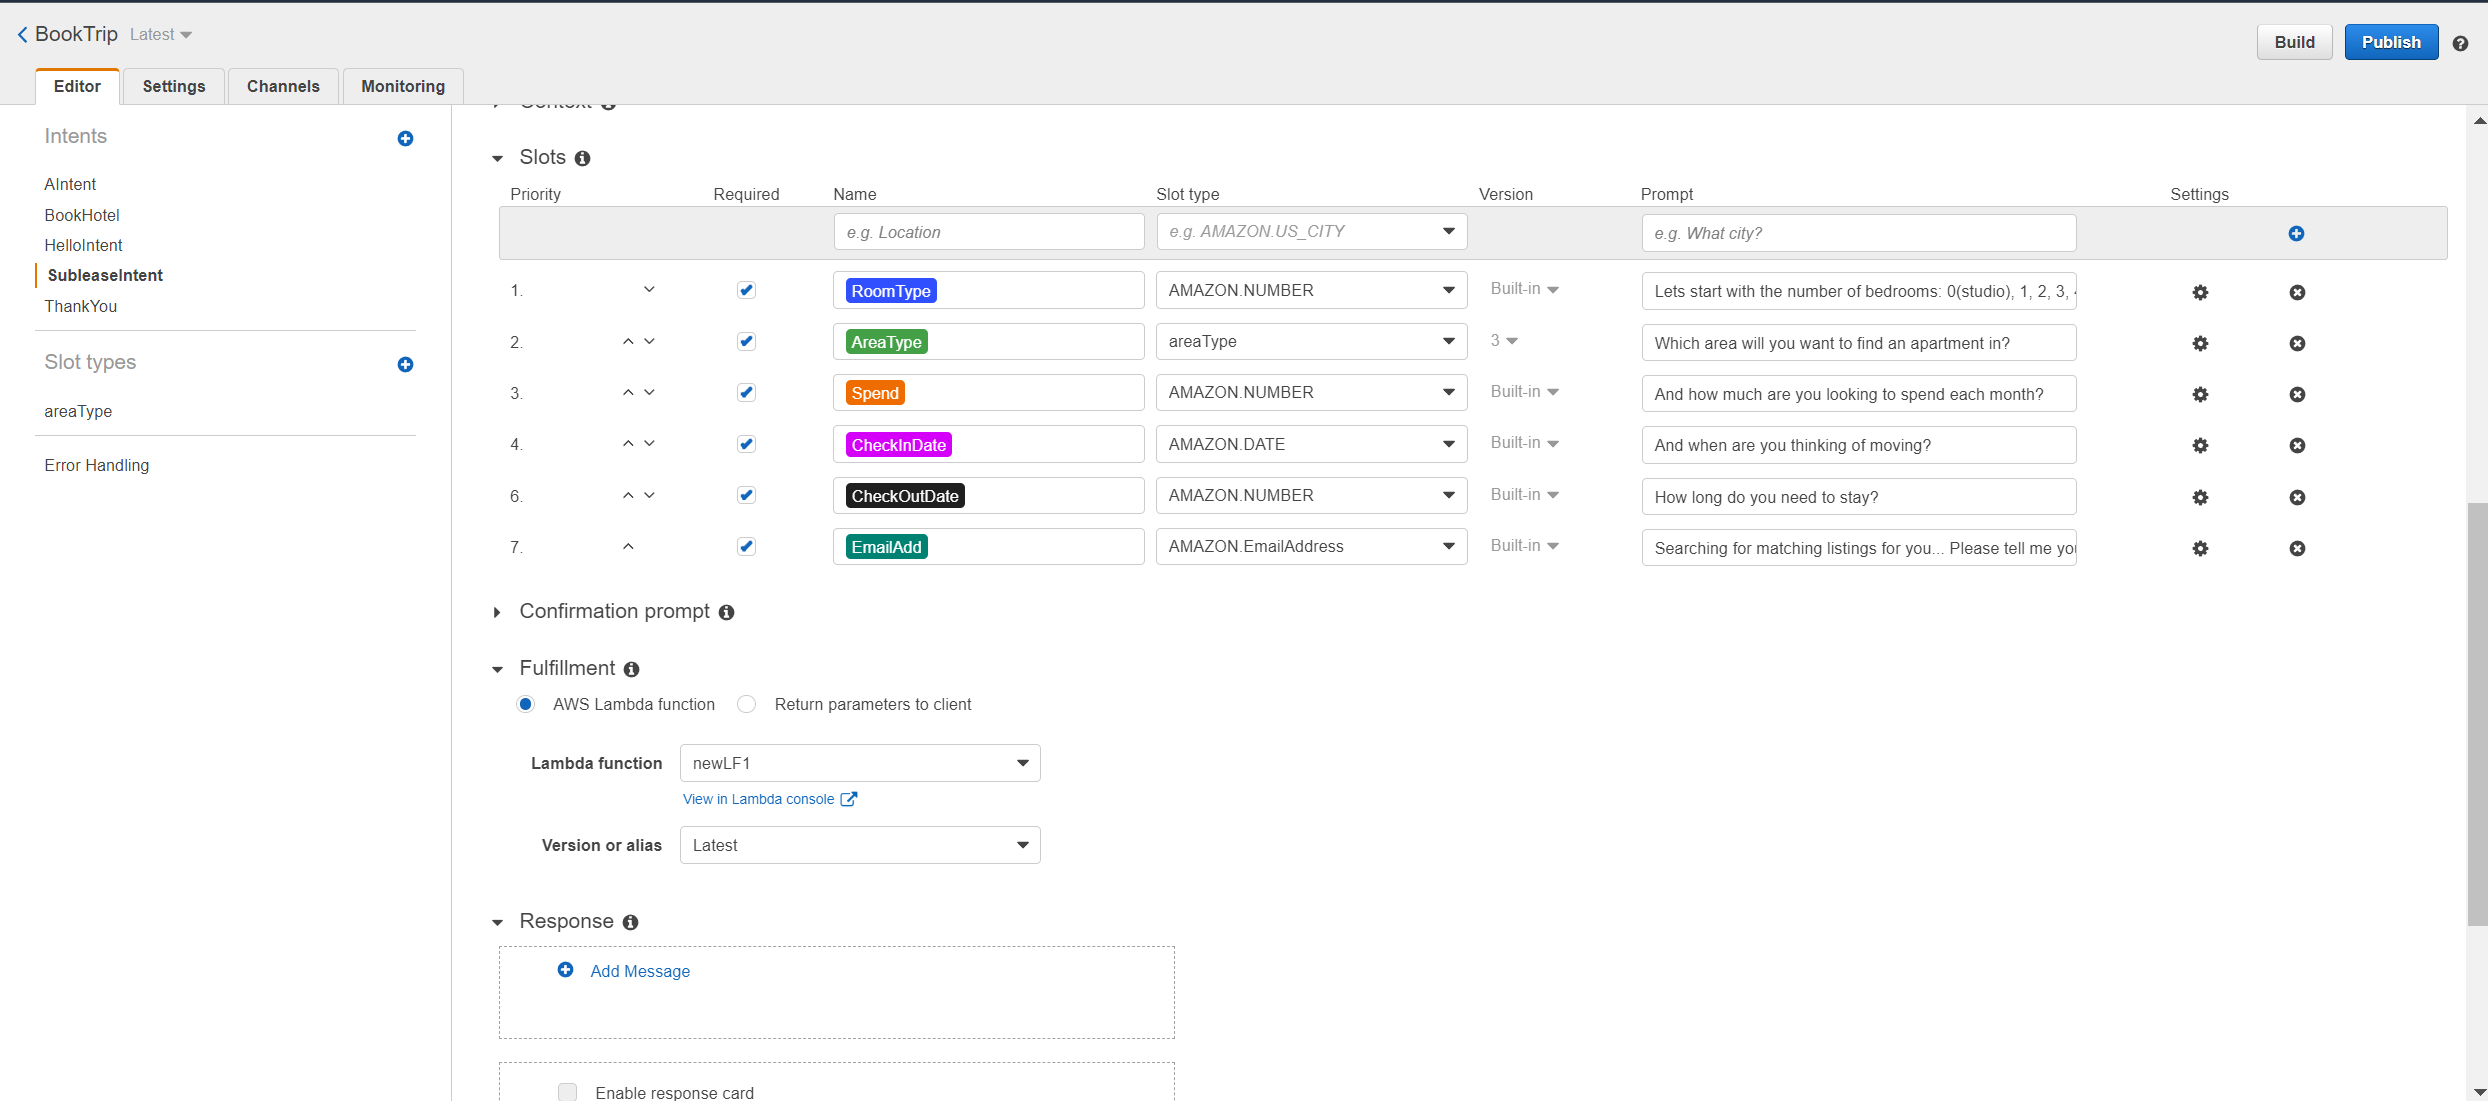 BookTrip Latest
Build Publish
Editor Settings Channels Monitoring
Context
Intents
AIntent
BookHotel
HelloIntent
SubleaseIntent
ThankYou
Slot types
areaType
Error Handling
Slots
Priority Required Name Slot type Version Prompt Settings
e.g. Location e.g. AMAZON.US_CITY e.g. What city?
1. RoomType AMAZON.NUMBER Built-in Lets start with the number of bedrooms: 0(studio), 1, 2, 3,
2. AreaType areaType 3 Which area will you want to find an apartment in?
3. Spend AMAZON.NUMBER Built-in And how much are you looking to spend each month?
4. CheckInDate AMAZON.DATE Built-in And when are you thinking of moving?
6. CheckOutDate AMAZON.NUMBER Built-in How long do you need to stay?
7. EmailAdd AMAZON.EmailAddress Built-in Searching for matching listings for you... Please tell me
Confirmation prompt
Fulfillment
AWS Lambda function Return parameters to client
Lambda function newLF1
View in Lambda console
Version or alias Latest
Response
Add Message
Enable response card